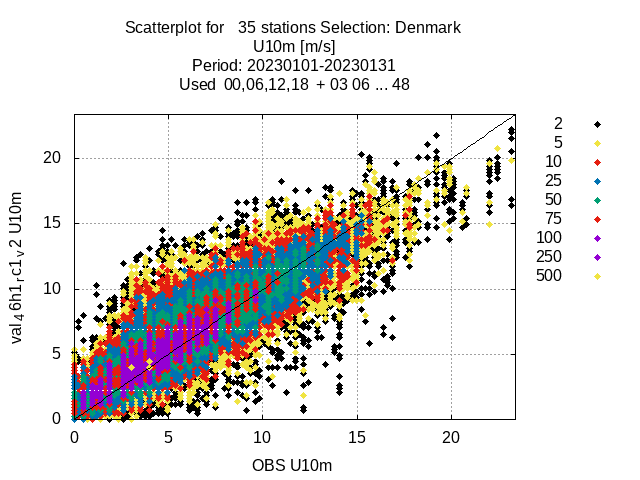 Scatterplot for 35 stations Selection: Denmark
U10m [m/s]
Period: 20230101-20230131
Used 00,06,12,18 + 03 06 ... 48
2
5
10
25
50
75
100
250
500
20
15
10
5
0
val 4 6h1 r c1 v 2 U10m
0 5 10 15 20
OBS U10m